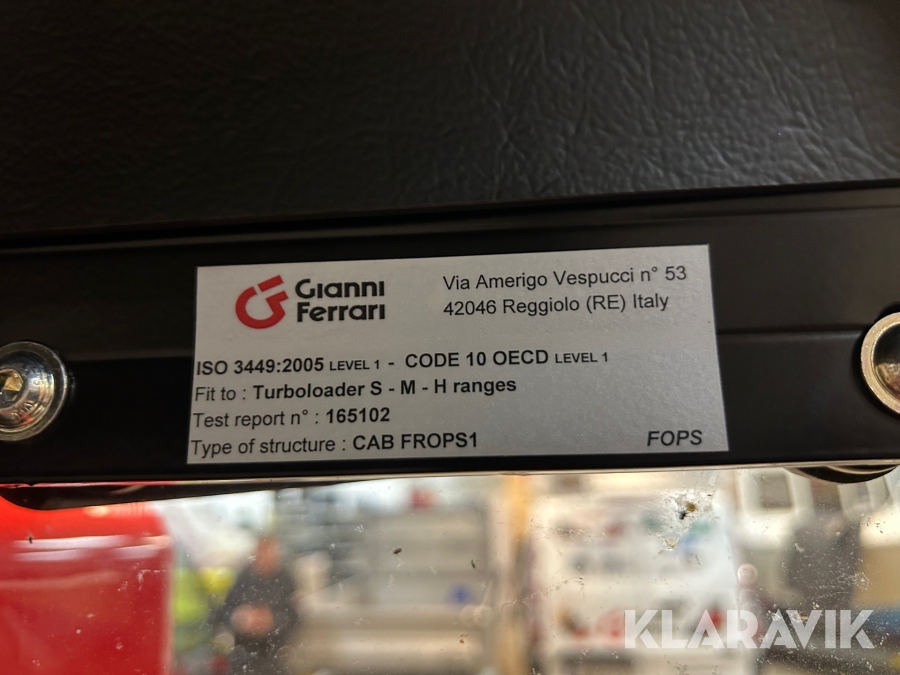 Gianni
Ferrari
Via Amerigo Vespucci n° 53
42046 Reggiolo (RE) Italy
ISO 3449:2005 LEVEL 1 - CODE 10 OECD LEVEL 1
Fit to : Turboloader S - M - H ranges
Test report n° : 165102
Type of structure : CAB FROPS1
FOPS
KLARAVIK